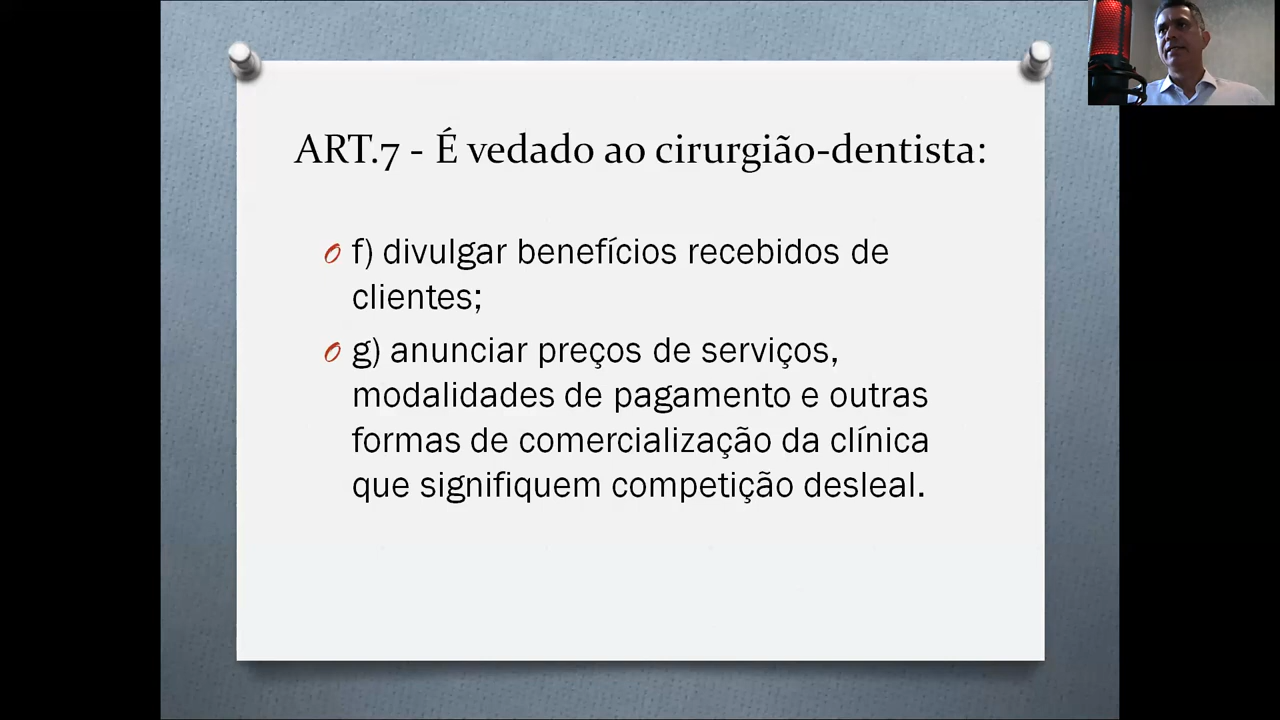 ART.7 - É vedado ao cirurgião-dentista:
f) divulgar benefícios recebidos de
clientes;
g) anunciar preços de serviços,
modalidades de pagamento e outras
formas de comercialização da clínica
que signifiquem competição desleal.